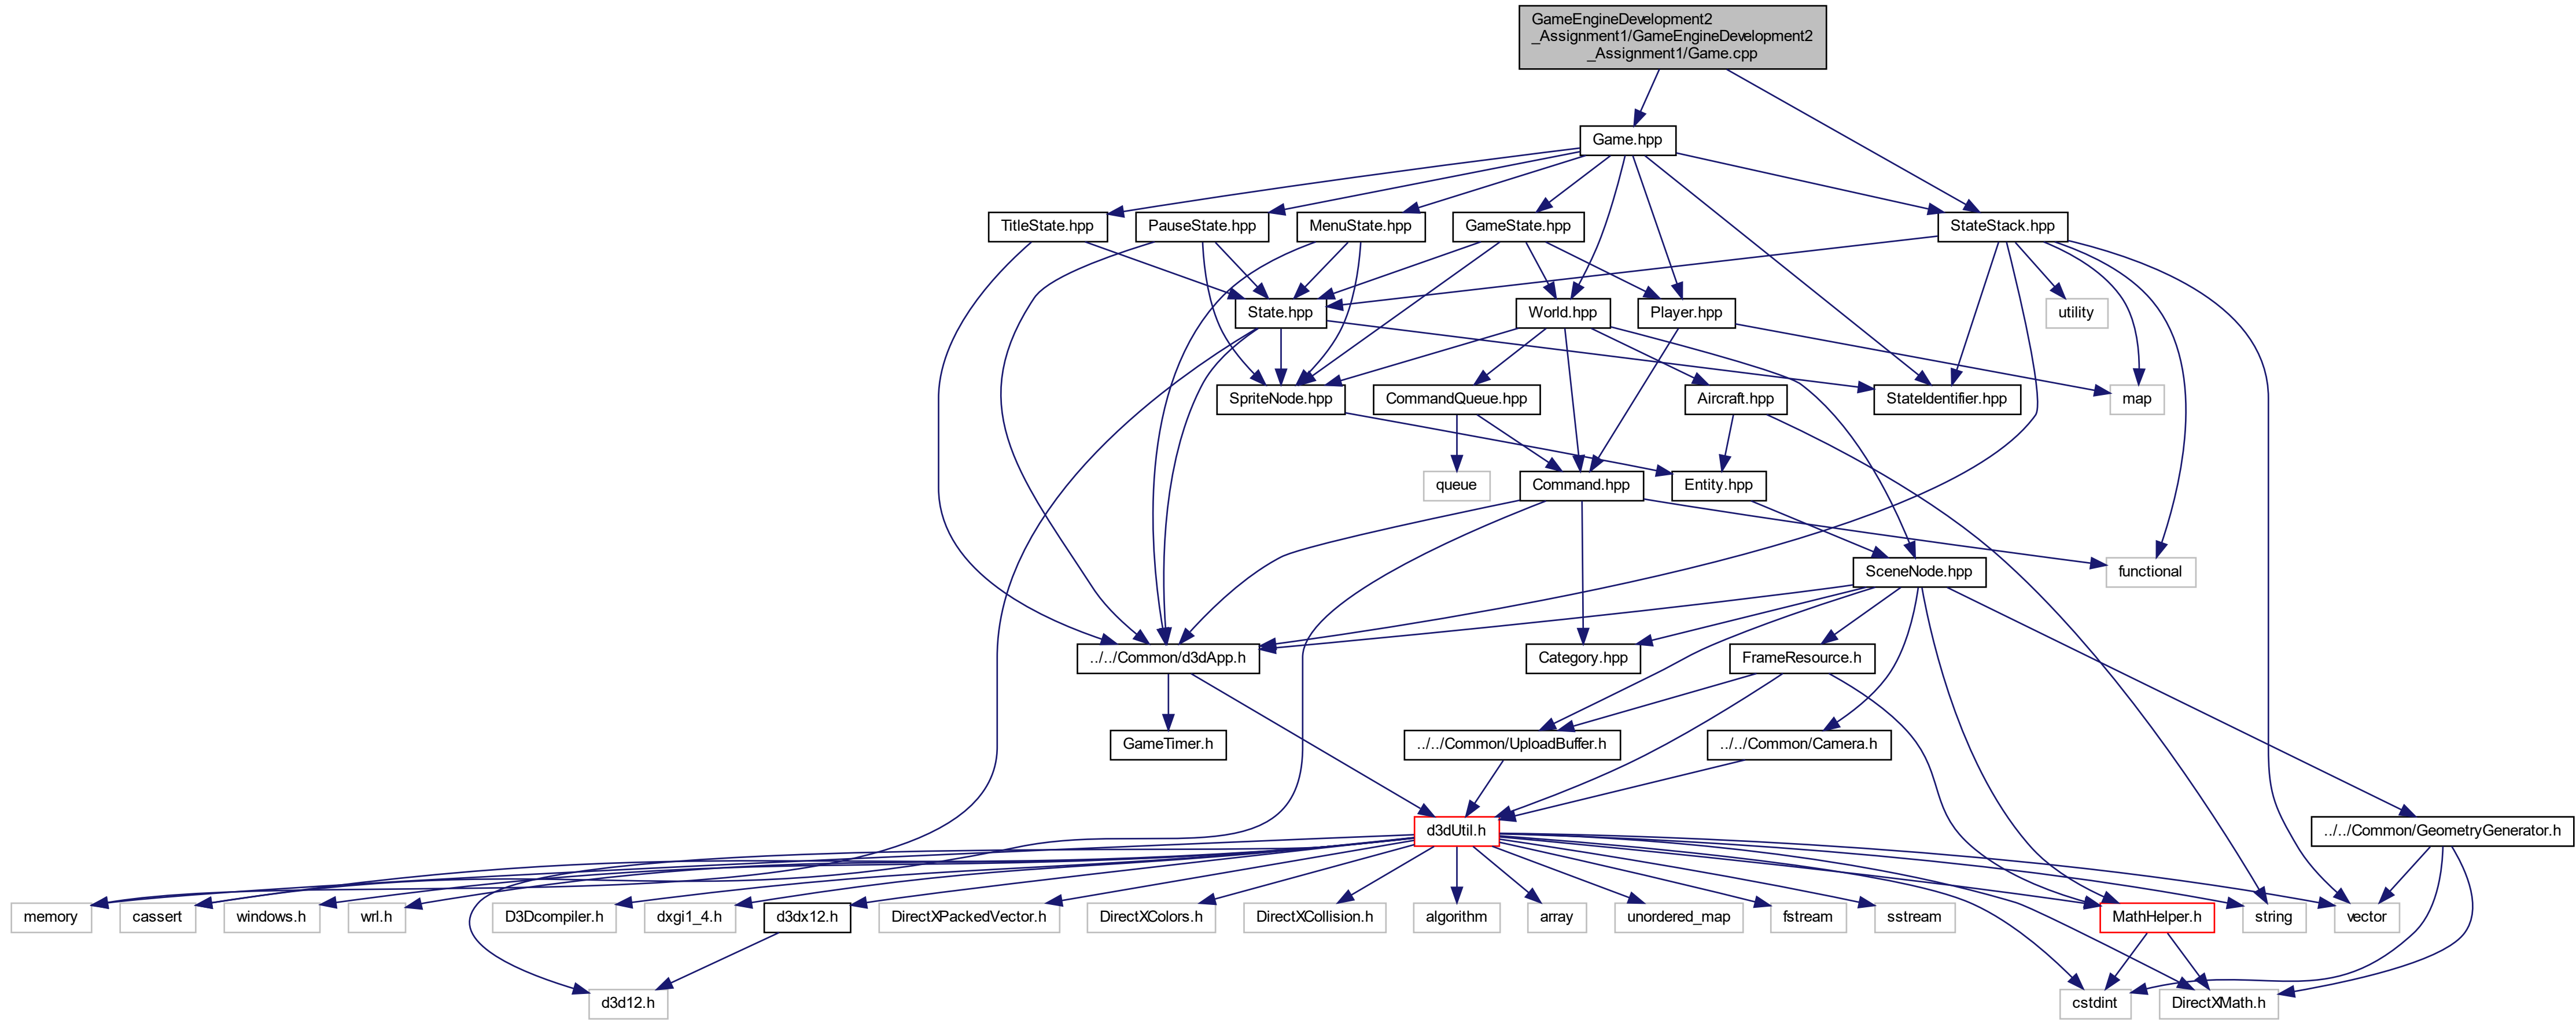 GameEngineDevelopment2
_Assignment1/GameEngineDevelopment2
_Assignment1/Game.cpp
Game.hpp
TitleState.hpp
PauseState.hpp
MenuState.hpp
GameState.hpp
StateStack.hpp
State.hpp
World.hpp
Player.hpp
utility
SpriteNode.hpp
CommandQueue.hpp
Aircraft.hpp
StateIdentifier.hpp
map
queue
Command.hpp
Entity.hpp
SceneNode.hpp
functional
../../Common/d3dApp.h
Category.hpp
FrameResource.h
GameTimer.h
../../Common/UploadBuffer.h
../../Common/Camera.h
d3dUtil.h
../../Common/GeometryGenerator.h
memory
cassert
windows.h
wrl.h
D3Dcompiler.h
dxgi1_4.h
d3dx12.h
DirectXPackedVector.h
DirectXColors.h
DirectXCollision.h
algorithm
array
unordered_map
fstream
sstream
MathHelper.h
string
vector
d3d12.h
cstdint
DirectXMath.h